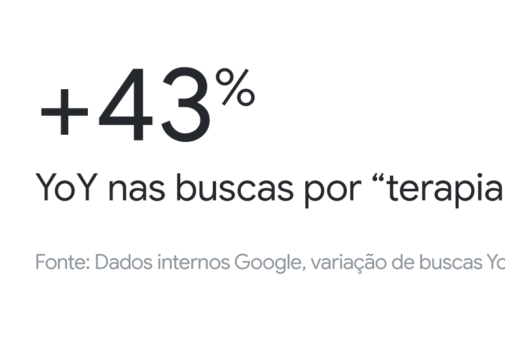 +43%
YoY nas buscas por “terapia
Fonte: Dados internos Google, variação de buscas Yo